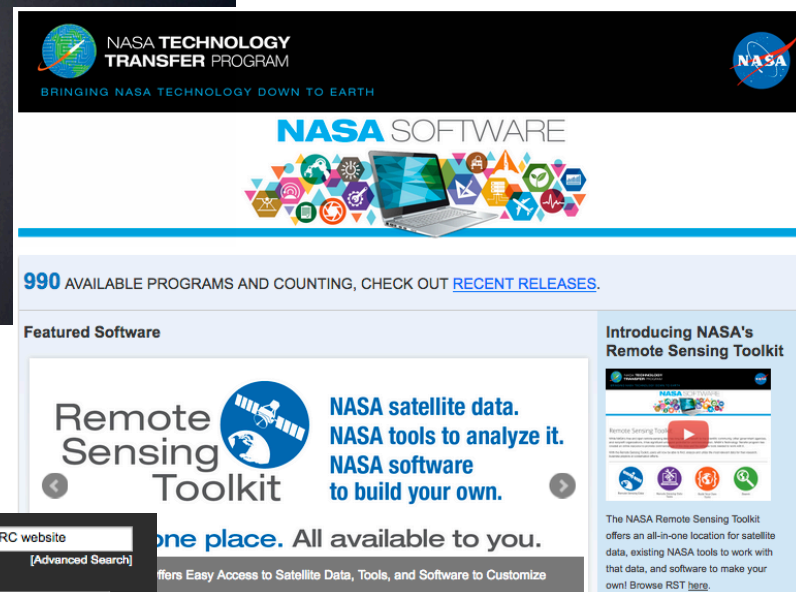 NASA TECHNOLOGY
TRANSFER PROGRAM
BRINGING NASA TECHNOLOGY DOWN TO EARTH
NASA
NASA SOFTWARE
990 AVAILABLE PROGRAMS AND COUNTING, CHECK OUT RECENT RELEASES.
Featured Software
Remote
Sensing
Toolkit
NASA satellite data.
NASA tools to analyze it.
NASA software
to build your own.
one place. All available to you.
ffers Easy Access to Satellite Data, Tools, and Software to Customize
RC website
[Advanced Search]
Introducing NASA's
Remote Sensing Toolkit
NASA SOFTWARE
Remote Sensing Toolkit
The NASA Remote Sensing Toolkit
offers an all-in-one location for satellite
data, existing NASA tools to work with
that data, and software to make your
own! Browse RST here.